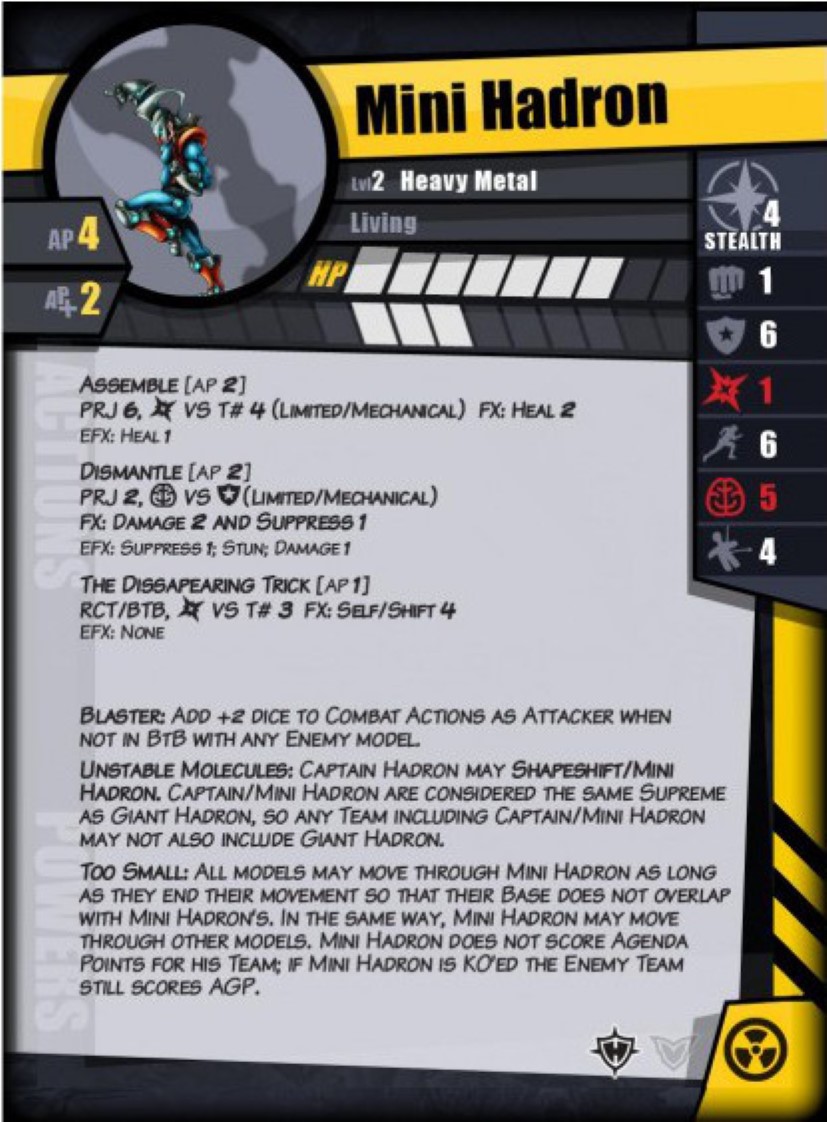 Mini Hadron
Lvl2 Heavy Metal
Living
AP 4
AP+ 2
HP
4
STEALTH
1
6
1
6
5
4
ACTIONS
ASSEMBLE [AP 2]
PRJ 6, VS T# 4 (LIMITED/MECHANICAL) FX: HEAL 2
EFX: HEAL 1
DISMANTLE [AP 2]
PRJ 2, VS (LIMITED/MECHANICAL)
FX: DAMAGE 2 AND SUPPRESS 1
EFX: SUPPRESS 1; STUN; DAMAGE 1
THE DISSAPEARING TRICK [AP 1]
RCT/BTB, VS T# 3 FX: SELF/SHIFT 4
EFX: NONE
POWERS
BLASTER: ADD +2 DICE TO COMBAT ACTIONS AS ATTACKER WHEN
NOT IN BTB WITH ANY ENEMY MODEL.
UNSTABLE MOLECULES: CAPTAIN HADRON MAY SHAPESHIFT/MINI
HADRON. CAPTAIN/MINI HADRON ARE CONSIDERED THE SAME SUPREME
AS GIANT HADRON, SO ANY TEAM INCLUDING CAPTAIN/MINI HADRON
MAY NOT ALSO INCLUDE GIANT HADRON.
TOO SMALL: ALL MODELS MAY MOVE THROUGH MINI HADRON AS LONG
AS THEY END THEIR MOVEMENT SO THAT THEIR BASE DOES NOT OVERLAP
WITH MINI HADRON'S. IN THE SAME WAY, MINI HADRON MAY MOVE
THROUGH OTHER MODELS. MINI HADRON DOES NOT SCORE AGENDA
POINTS FOR HIS TEAM; IF MINI HADRON IS KO'ED THE ENEMY TEAM
STILL SCORES AGP.